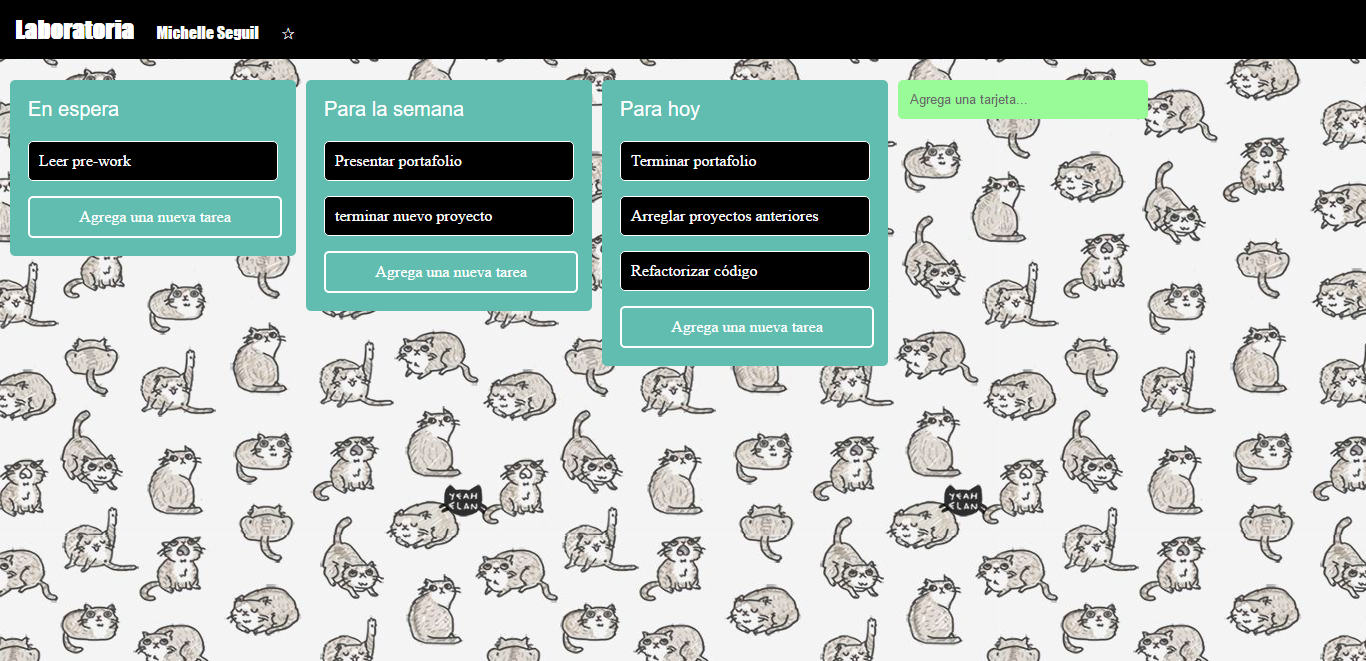 Laboratoria Michelle Seguil ☆
En espera
Leer pre-work
Agrega una nueva tarea
Para la semana
Presentar portafolio
terminar nuevo proyecto
Agrega una nueva tarea
Para hoy
Terminar portafolio
Arreglar proyectos anteriores
Refactorizar código
Agrega una nueva tarea
Agrega una tarjeta...
YEAH
ELAN
YEAH
ELAN